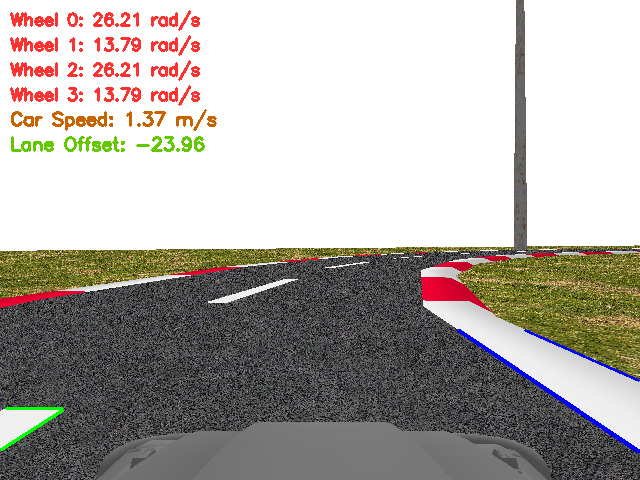 Wheel 0: 26.21 rad/s
Wheel 1: 13.79 rad/s
Wheel 2: 26.21 rad/s
Wheel 3: 13.79 rad/s
Car Speed: 1.37 m/s
Lane Offset: -23.96